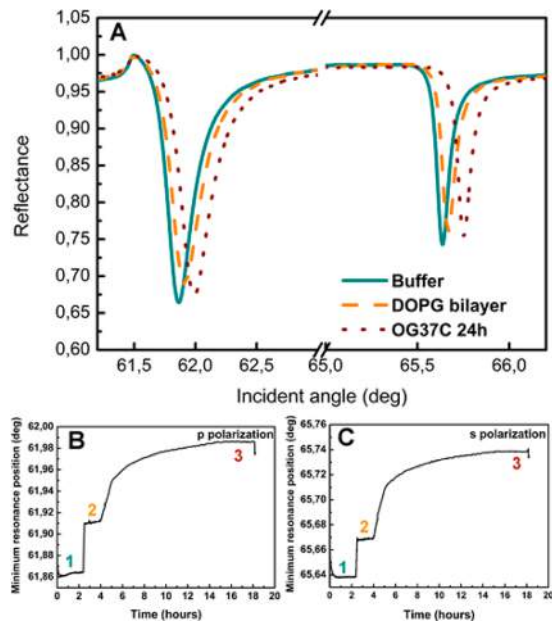 A
1,05
1,00
0,95
0,90
0,85
0,80
0,75
0,70
0,65
0,60
Reflectance
Buffer
DOPG bilayer
OG37C 24h
61,5 62,0 62,5 65,0 65,5 66,0
Incident angle (deg)
B
p polarization
62,00
61,98
61,96
61,94
61,92
61,90
61,88
61,86
Minimum resonance position (deg)
1
2
3
0 2 4 6 8 10 12 14 16 18 20
Time (hours)
C
s polarization
65,76
65,74
65,72
65,70
65,68
65,66
65,64
Minimum resonance position (deg)
1
2
3
0 2 4 6 8 10 12 14 16 18 20
Time (hours)